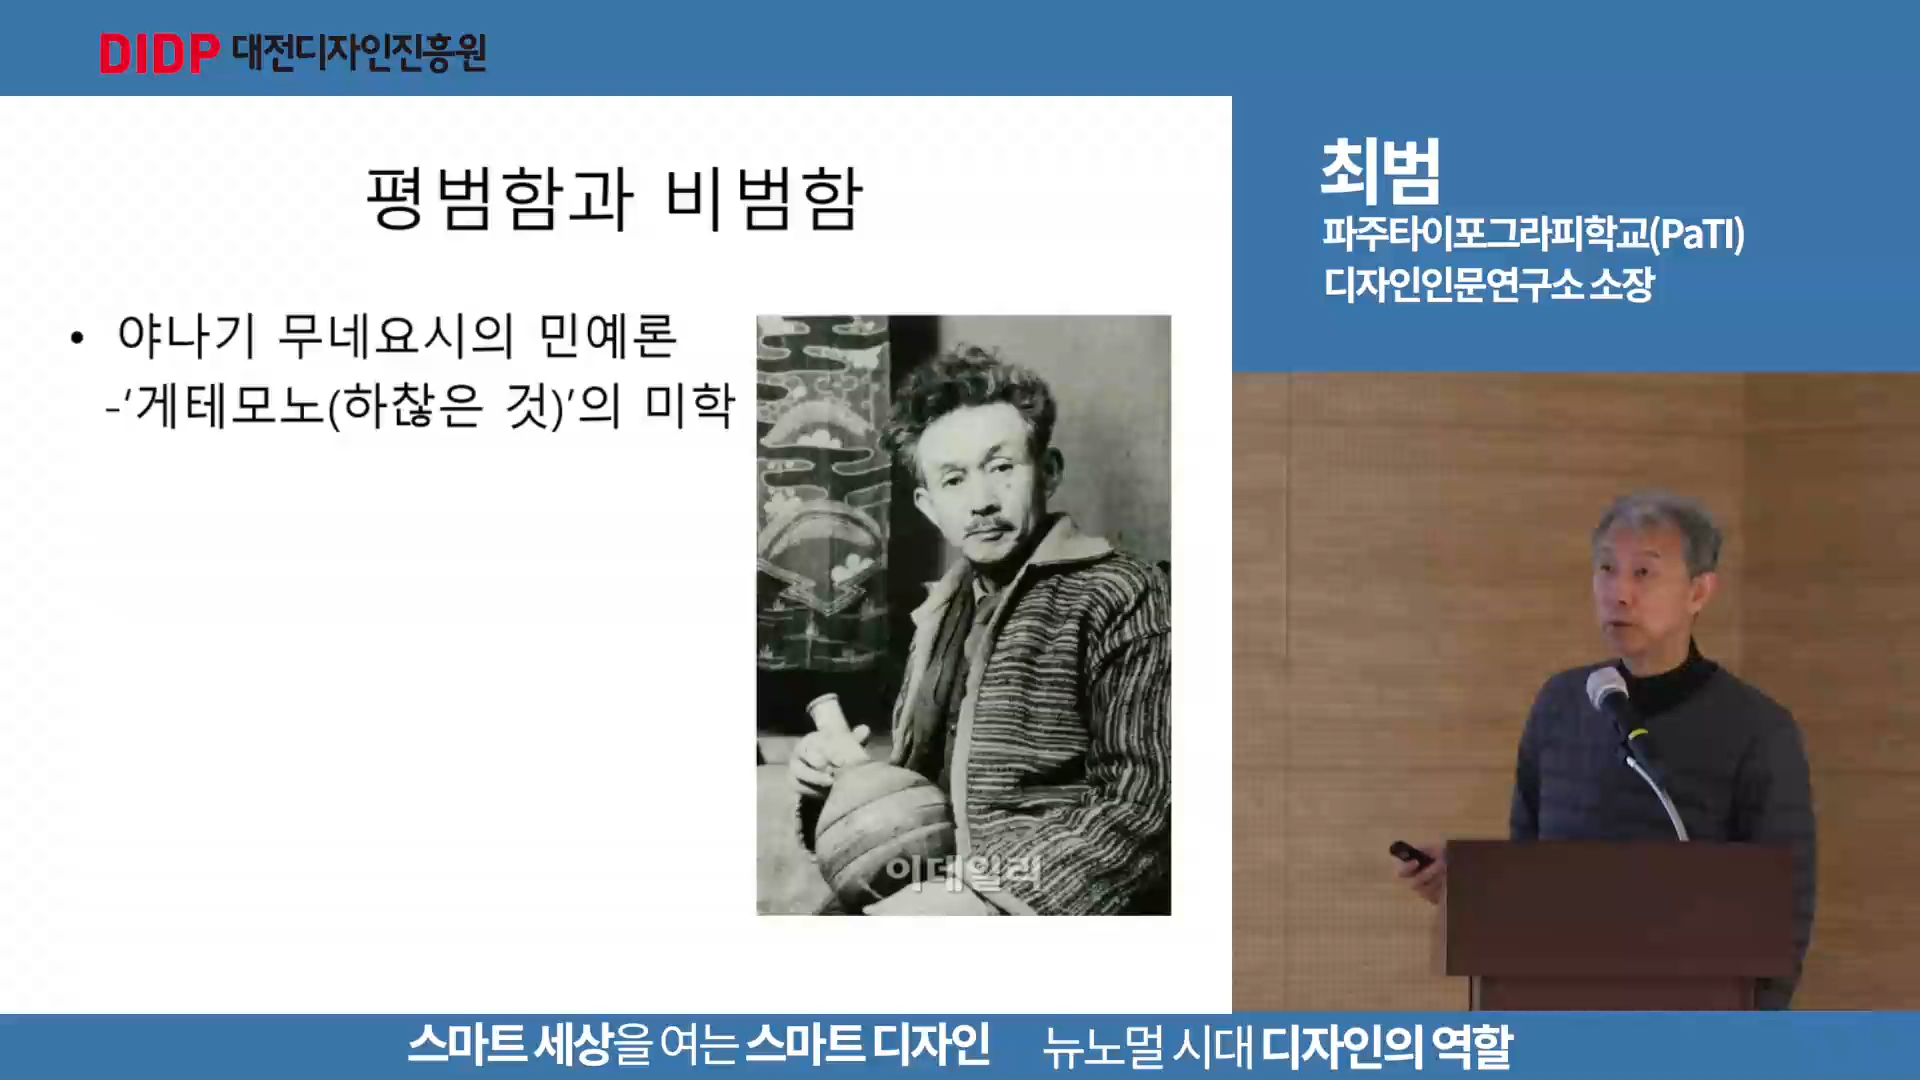 DIDP 대전디자인진흥원
평범함과 비범함
• 야나기 무네요시의 민예론
-'게테모노(하찮은 것)'의 미학
이데일리
최범
파주타이포그라피학교(PaTI)
디자인인문연구소 소장
스마트 세상을 여는 스마트 디자인 뉴노멀 시대 디자인의 역할